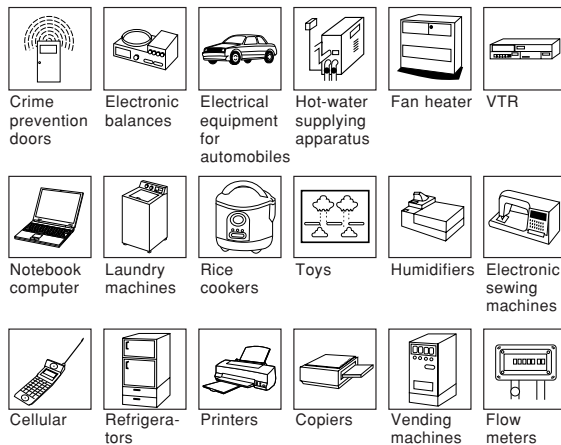 Crime
prevention
doors
Electronic
balances
Electrical
equipment
for
automobiles
Hot-water
supplying
apparatus
Fan heater
VTR
Notebook
computer
Laundry
machines
Rice
cookers
Toys
Humidifiers
Electronic
sewing
machines
Cellular
Refrigera-
tors
Printers
Copiers
Vending
machines
Flow
meters